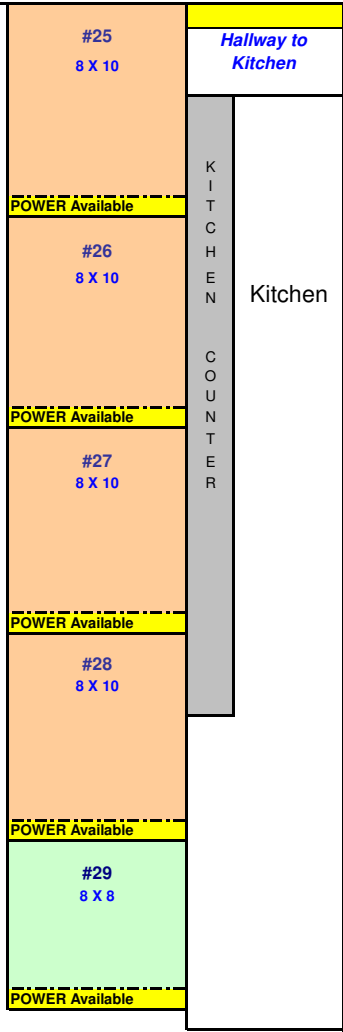 #25
8 X 10
POWER Available
#26
8 X 10
POWER Available
#27
8 X 10
POWER Available
#28
8 X 10
POWER Available
#29
8 X 8
POWER Available
Hallway to
Kitchen
K
I
T
C
H
E
N
C
O
U
N
T
E
R
Kitchen